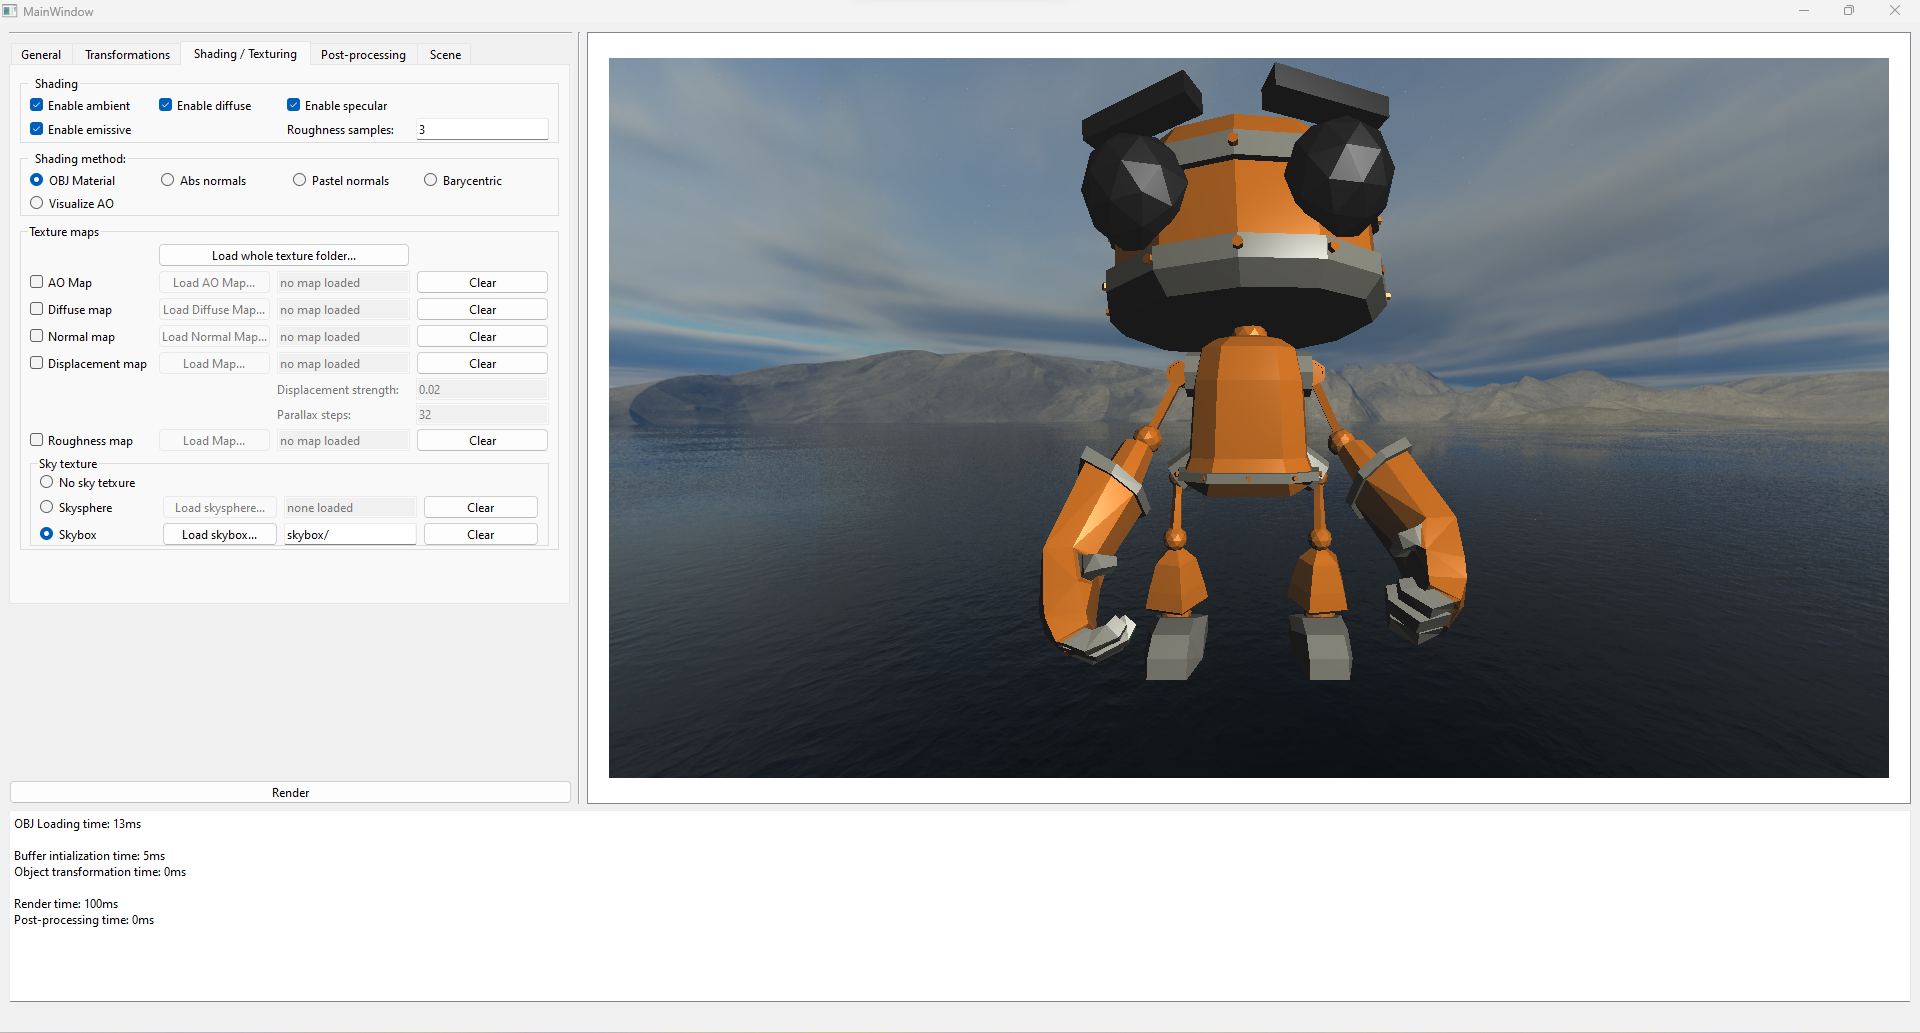 MainWindow
General Transformations Shading / Texturing Post-processing Scene
Shading
Enable ambient Enable diffuse Enable specular
Enable emissive Roughness samples: 3
Shading method:
OBJ Material Abs normals Pastel normals Barycentric
Visualize AO
Texture maps
Load whole texture folder...
AO Map Load AO Map... no map loaded Clear
Diffuse map Load Diffuse Map... no map loaded Clear
Normal map Load Normal Map... no map loaded Clear
Displacement map Load Map... no map loaded Clear
Displacement strength: 0.02
Parallax steps: 32
Roughness map Load Map... no map loaded Clear
Sky texture
No sky tetxure
Skysphere Load skysphere... none loaded Clear
Skybox Load skybox... skybox/ Clear
Render
OBJ Loading time: 13ms
Buffer intialization time: 5ms
Object transformation time: 0ms
Render time: 100ms
Post-processing time: 0ms